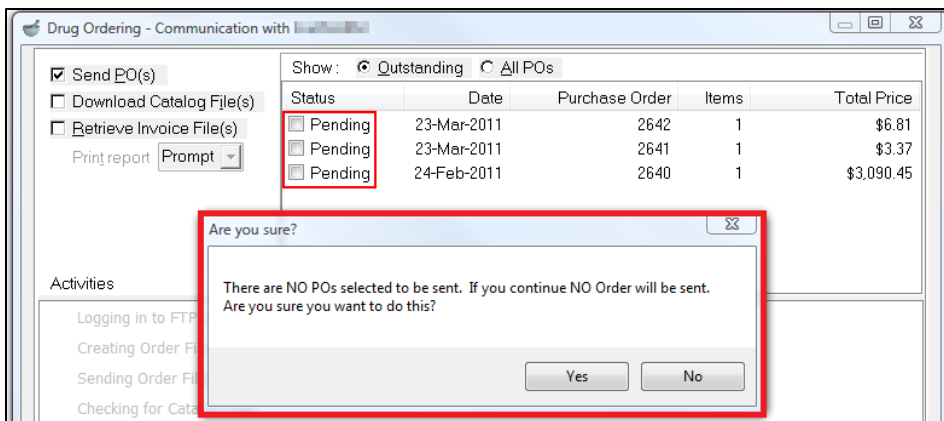 Drug Ordering - Communication with
Send PO(s)
Download Catalog File(s)
Retrieve Invoice File(s)
Print report Prompt
Show: Outstanding All POs
Status Date Purchase Order Items Total Price
Pending 23-Mar-2011 2642 1 $6.81
Pending 23-Mar-2011 2641 1 $3.37
Pending 24-Feb-2011 2640 1 $3,090.45
Are you sure?
There are NO POs selected to be sent. If you continue NO Order will be sent.
Are you sure you want to do this?
Yes No
Activities
Logging in to FTP
Creating Order Fi
Sending Order Fil
Checking for Cata